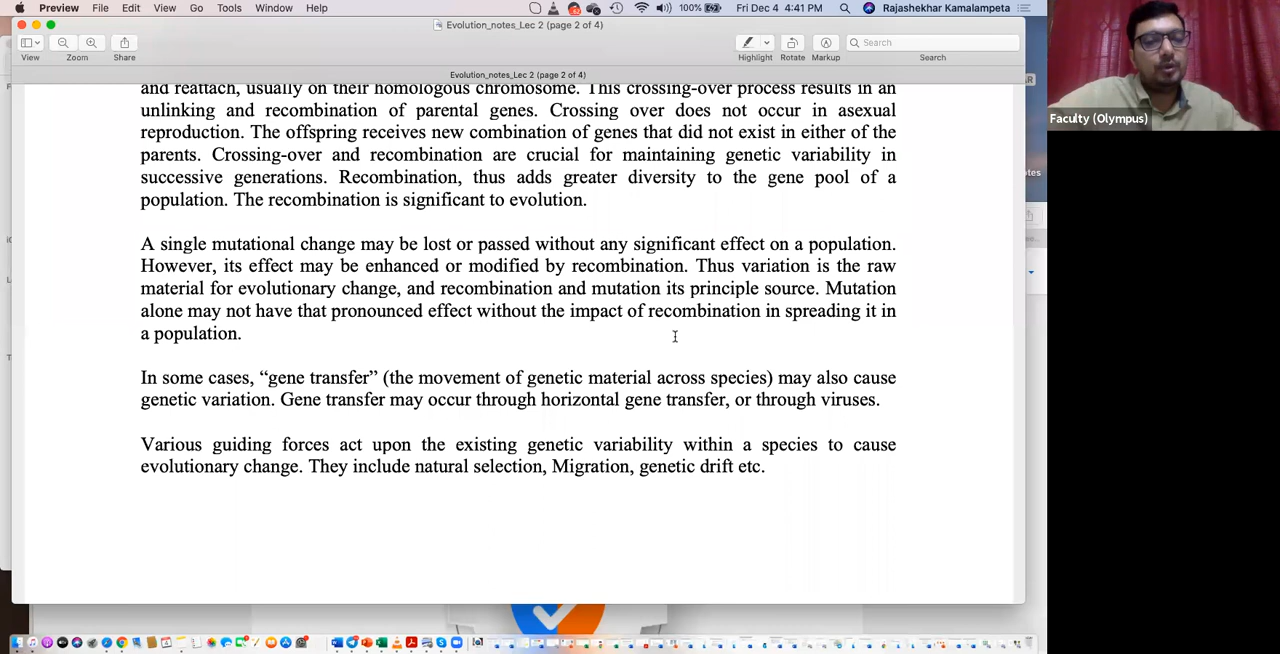 Preview File Edit View Go Tools Window Help 100% Fri Dec 4 4:41 PM Rajashekhar Kamalampeta
Evolution_notes_Lec 2 (page 2 of 4)
Search
View Zoom Share Highlight Rotate Markup Search
Evolution_notes_Lec 2 (page 2 of 4)
and reattach, usually on their homologous chromosome. This crossing-over process results in an
unlinking and recombination of parental genes. Crossing over does not occur in asexual
reproduction. The offspring receives new combination of genes that did not exist in either of the
parents. Crossing-over and recombination are crucial for maintaining genetic variability in
successive generations. Recombination, thus adds greater diversity to the gene pool of a
population. The recombination is significant to evolution.
A single mutational change may be lost or passed without any significant effect on a population.
However, its effect may be enhanced or modified by recombination. Thus variation is the raw
material for evolutionary change, and recombination and mutation its principle source. Mutation
alone may not have that pronounced effect without the impact of recombination in spreading it in
a population.
In some cases, “gene transfer” (the movement of genetic material across species) may also cause
genetic variation. Gene transfer may occur through horizontal gene transfer, or through viruses.
Various guiding forces act upon the existing genetic variability within a species to cause
evolutionary change. They include natural selection, Migration, genetic drift etc.
Faculty (Olympus)